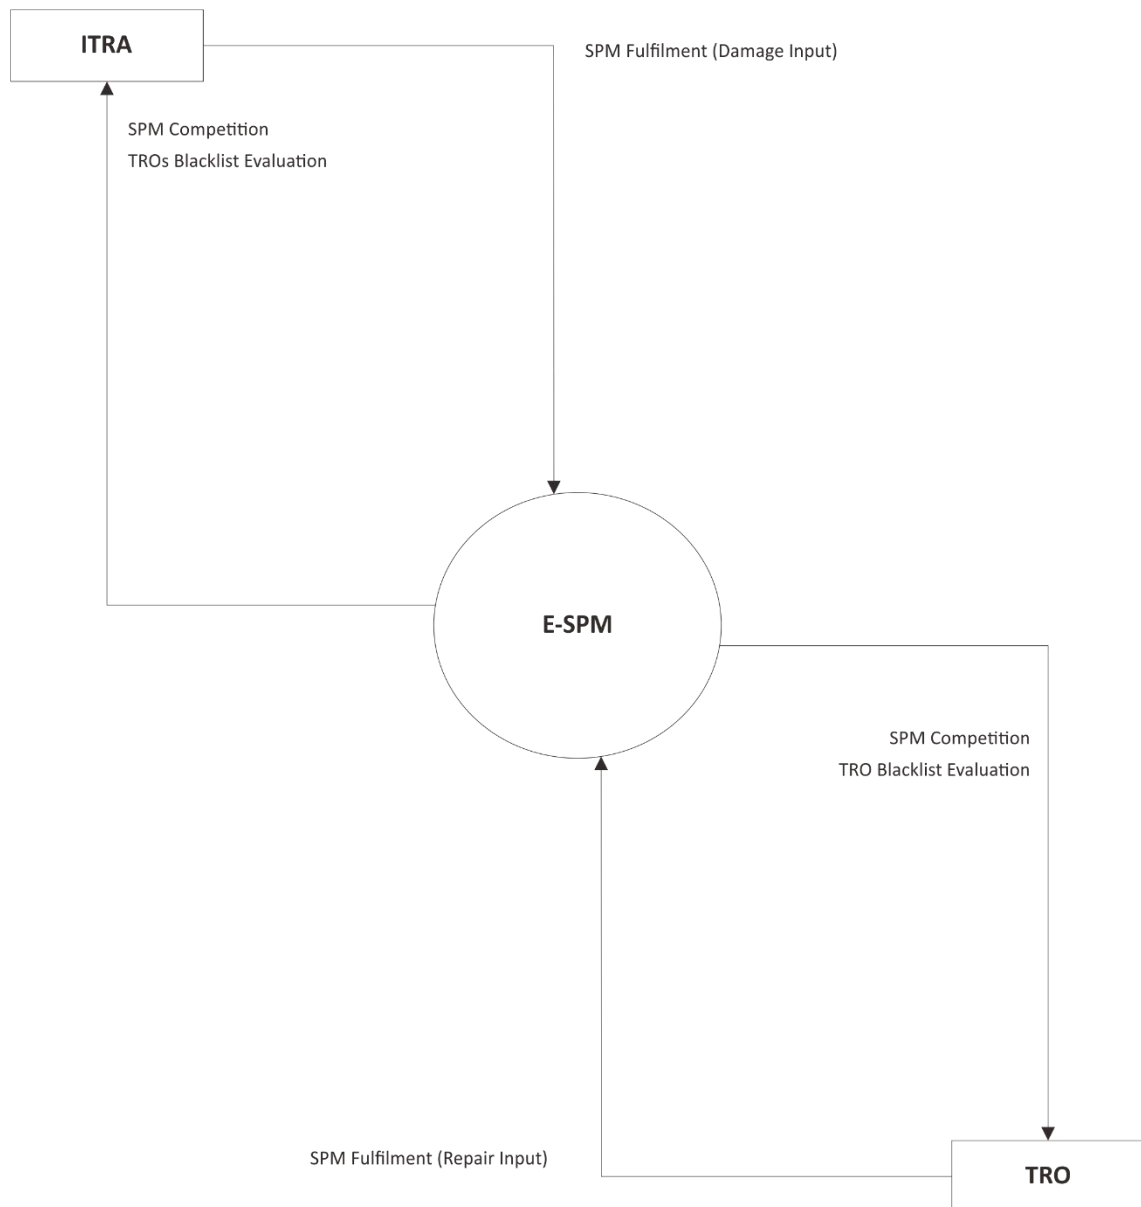 ITRA
SPM Fulfilment (Damage Input)
SPM Competition
TROs Blacklist Evaluation
E-SPM
SPM Competition
TRO Blacklist Evaluation
SPM Fulfilment (Repair Input)
TRO